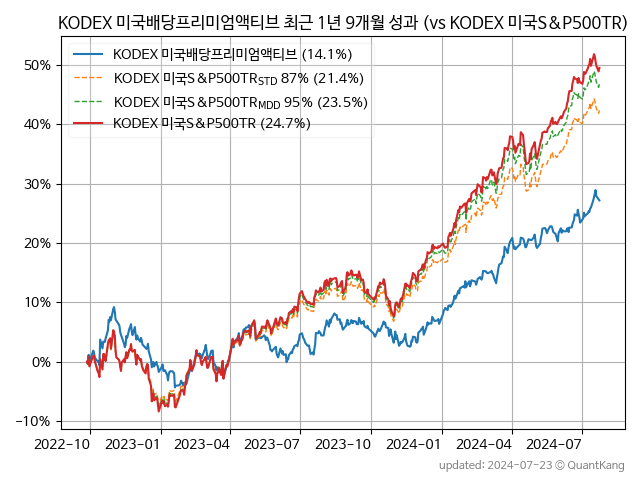 KODEX 미국배당프리미엄액티브 최근 1년 9개월 성과 (vs KODEX 미국S&P500TR)
KODEX 미국배당프리미엄액티브 (14.1%)
KODEX 미국S&P500TR_STD 87% (21.4%)
KODEX 미국S&P500TR_MDD 95% (23.5%)
KODEX 미국S&P500TR (24.7%)
50%
40%
30%
20%
10%
0%
−10%
2022-10 2023-01 2023-04 2023-07 2023-10 2024-01 2024-04 2024-07
updated: 2024-07-23 © QuantKang